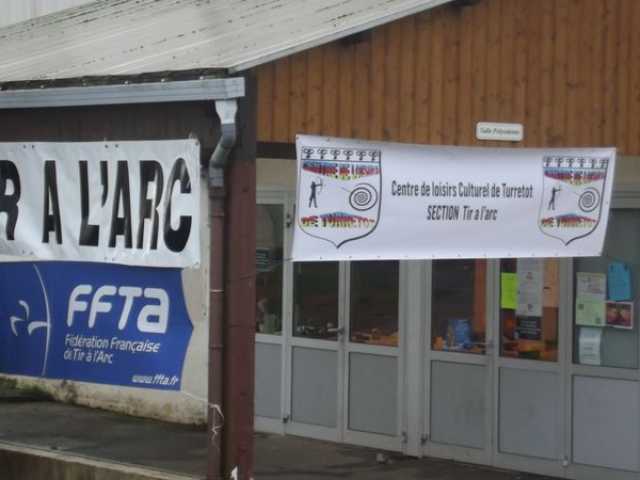 Salle Polyvalente
R A L'ARC
Centre de loisirs Culturel de Turretot
SECTION Tir a l'arc
DE TURRETOT
DE TURRETOT
FFTA
Fédération Française
de Tir à l'Arc
www.ffta.fr